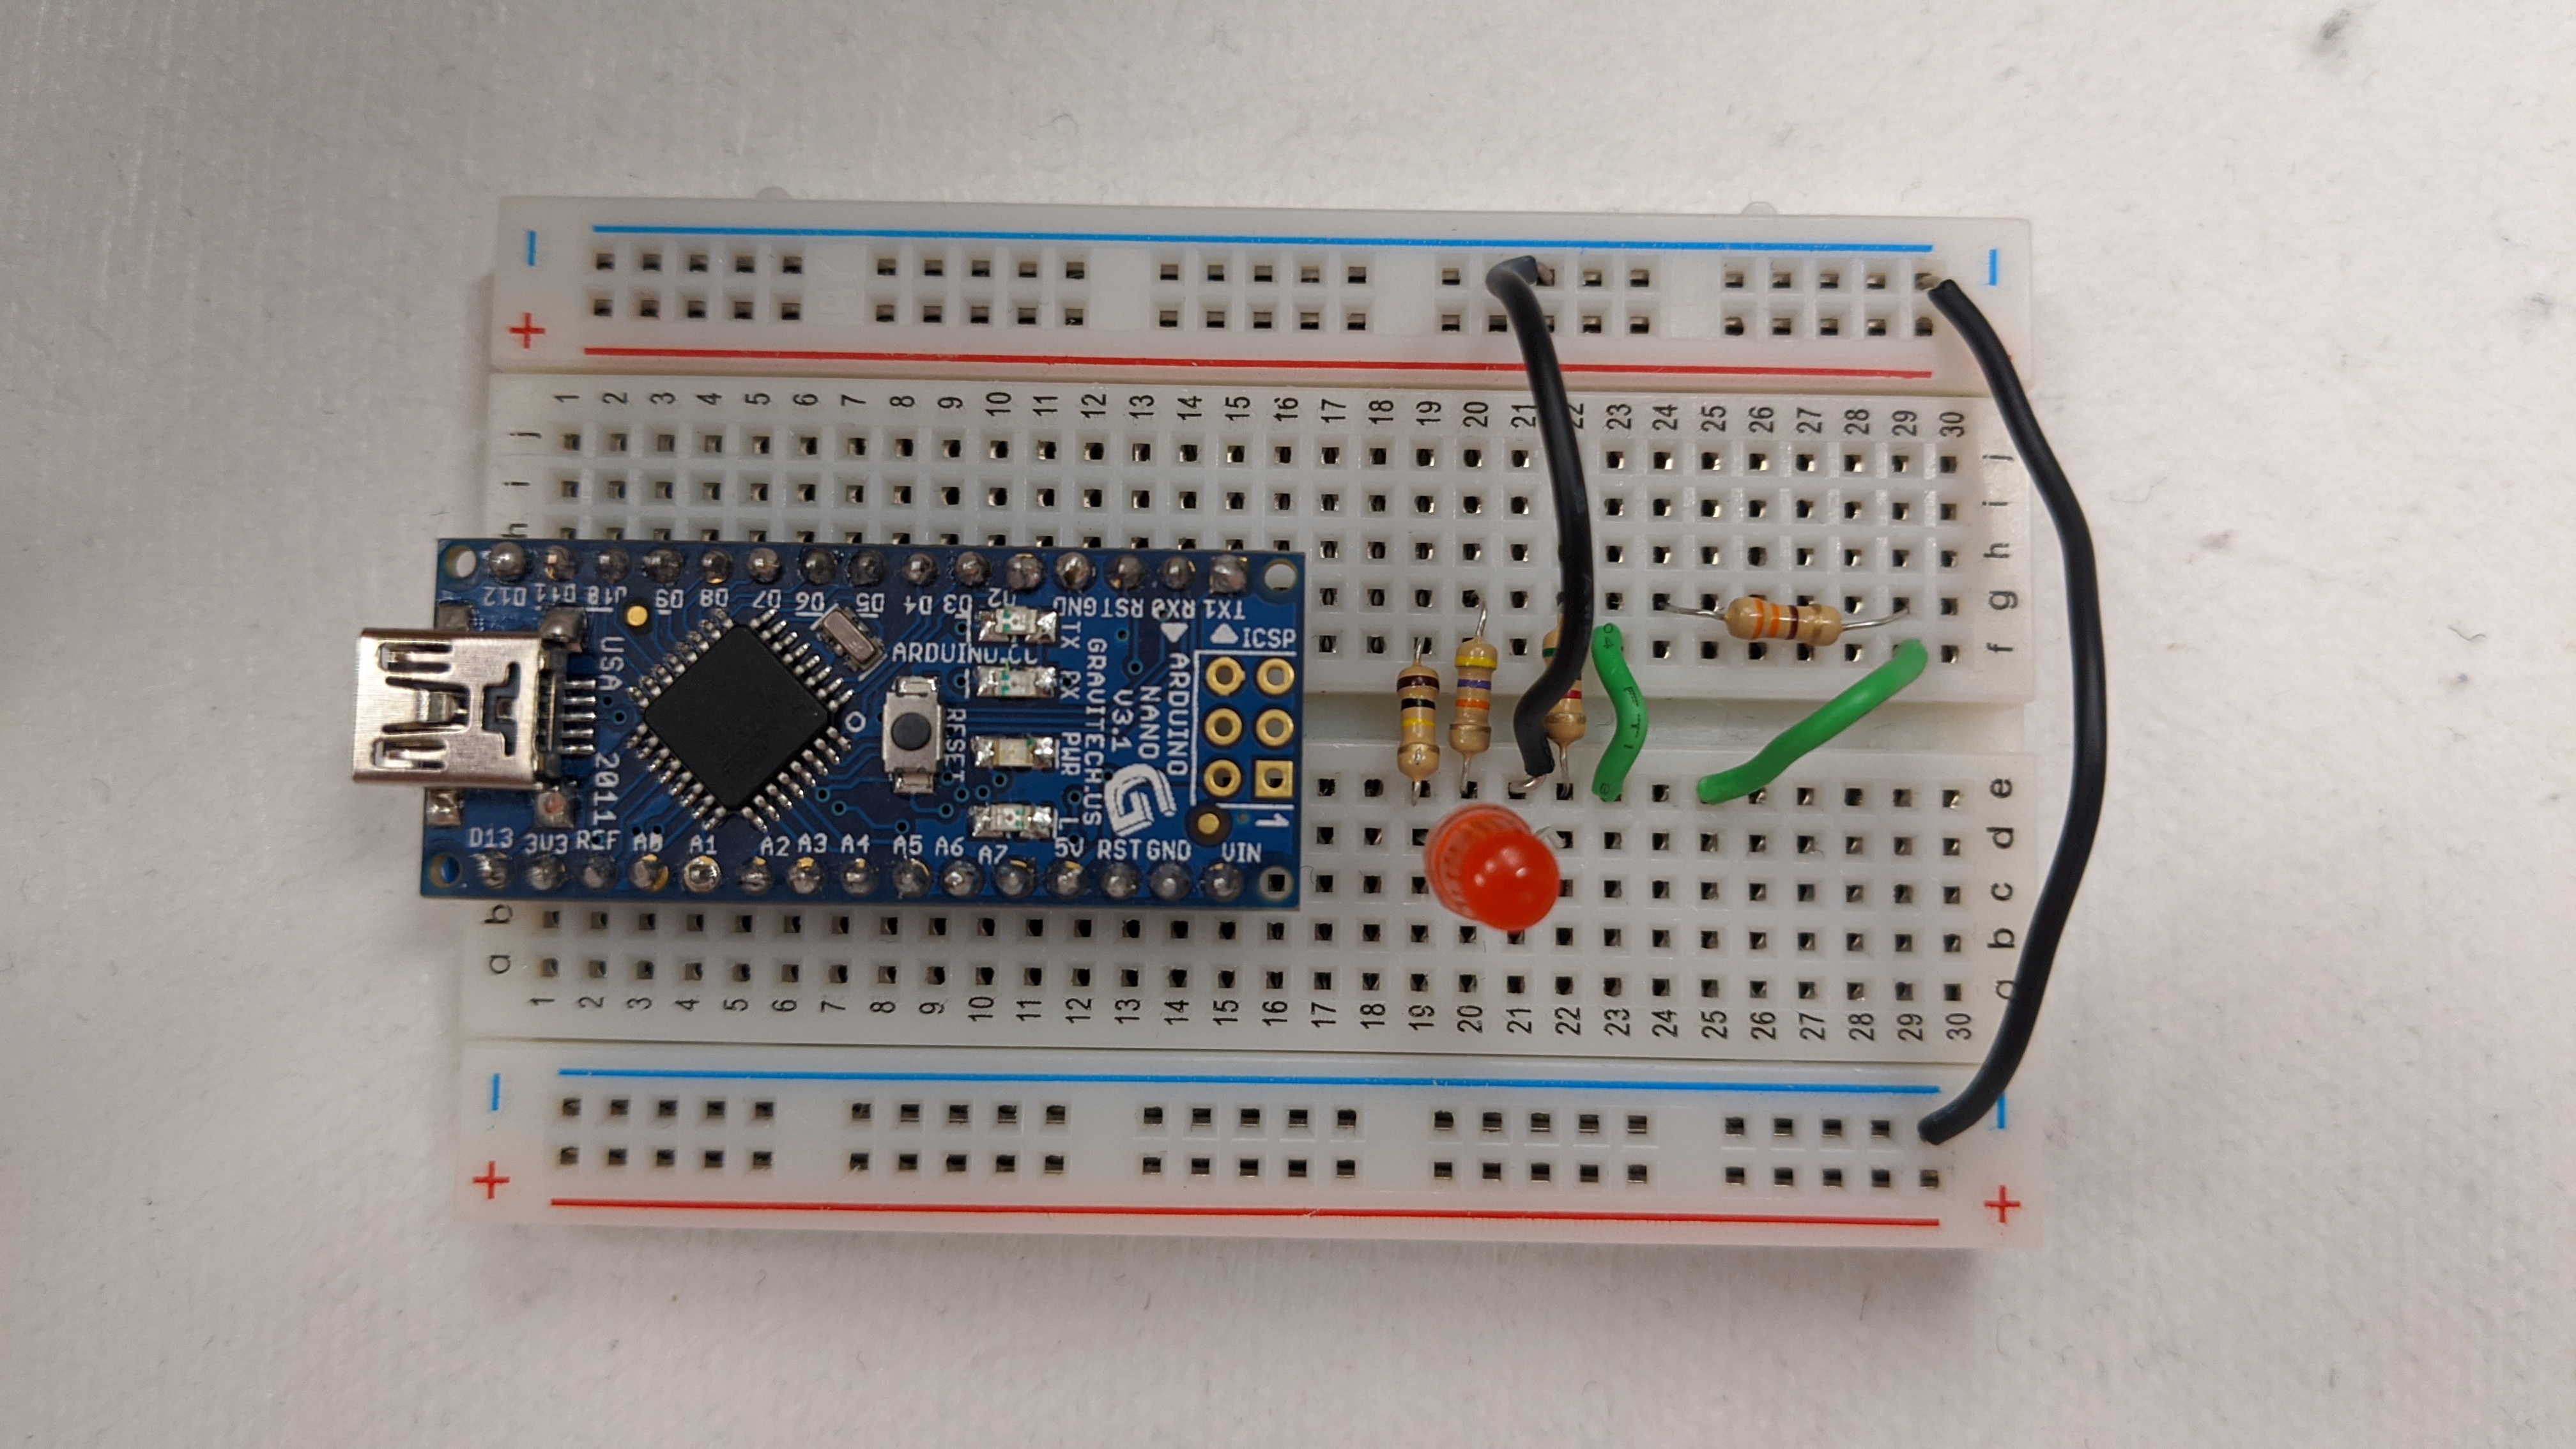 − −
+
1 2 3 4 5 6 7 8 9 10 11 12 13 14 15 16 17 18 19 20 21 22 23 24 25 26 27 28 29 30
j j
i i
h h
D12 D11 D10 D9 D8 D7 D6 D5 D4 D3 D2 GND RST RX0 TX1
g
f
ICSP
TX
RX
PWR
L
ARDUINO.CC
USA 2011
RESET
GRAVITECH.US
ARDUINO
NANO
V3.1
G
1
e
d
D13 3V3 REF A0 A1 A2 A3 A4 A5 A6 A7 5V RST GND VIN
c
b b
a a
1 2 3 4 5 6 7 8 9 10 11 12 13 14 15 16 17 18 19 20 21 22 23 24 25 26 27 28 29 30
− −
+ +